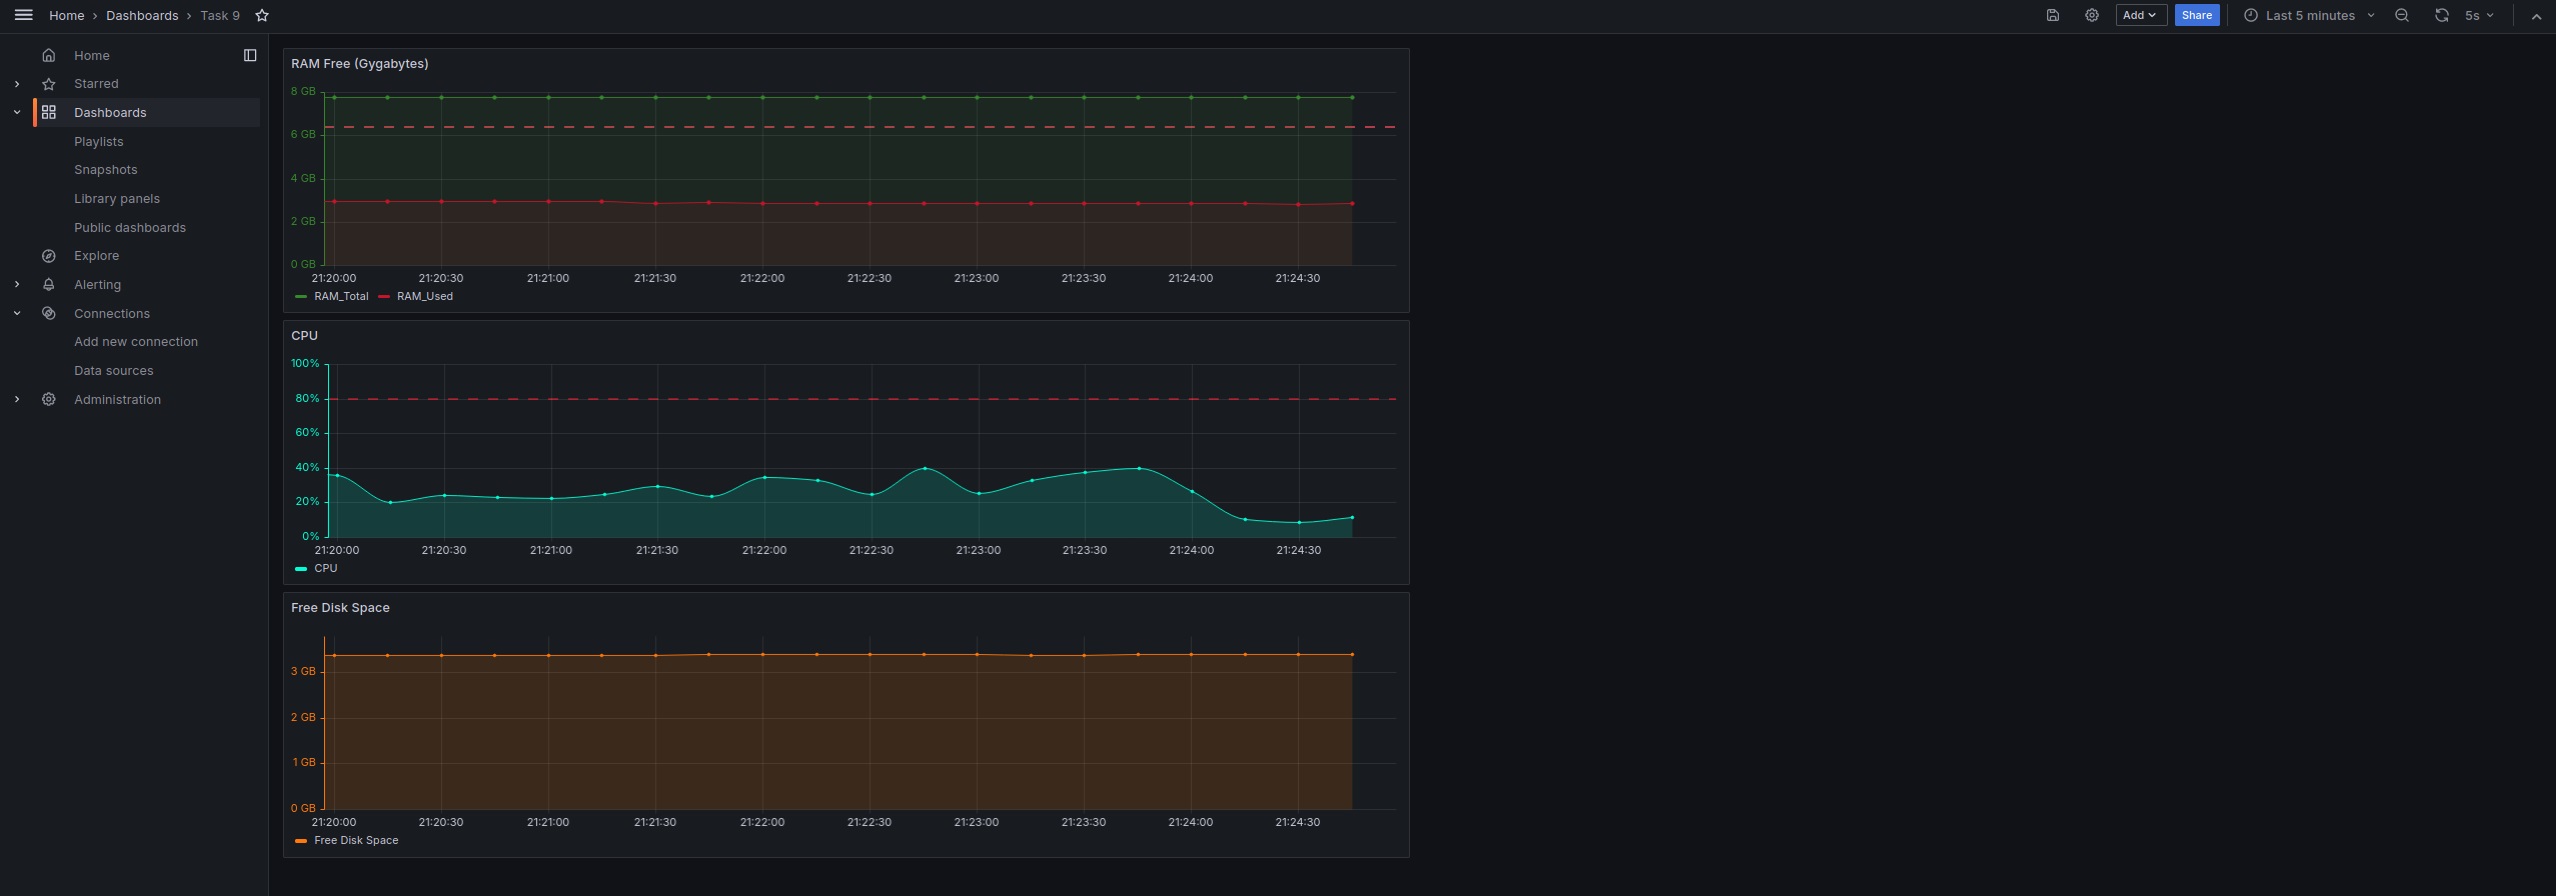 Home › Dashboards › Task 9
Add
Share
Last 5 minutes
5s
Home
Starred
Dashboards
Playlists
Snapshots
Library panels
Public dashboards
Explore
Alerting
Connections
Add new connection
Data sources
Administration
RAM Free (Gygabytes)
8 GB
6 GB
4 GB
2 GB
0 GB
21:20:00 21:20:30 21:21:00 21:21:30 21:22:00 21:22:30 21:23:00 21:23:30 21:24:00 21:24:30
RAM_Total RAM_Used
CPU
100%
80%
60%
40%
20%
0%
21:20:00 21:20:30 21:21:00 21:21:30 21:22:00 21:22:30 21:23:00 21:23:30 21:24:00 21:24:30
CPU
Free Disk Space
3 GB
2 GB
1 GB
0 GB
21:20:00 21:20:30 21:21:00 21:21:30 21:22:00 21:22:30 21:23:00 21:23:30 21:24:00 21:24:30
Free Disk Space